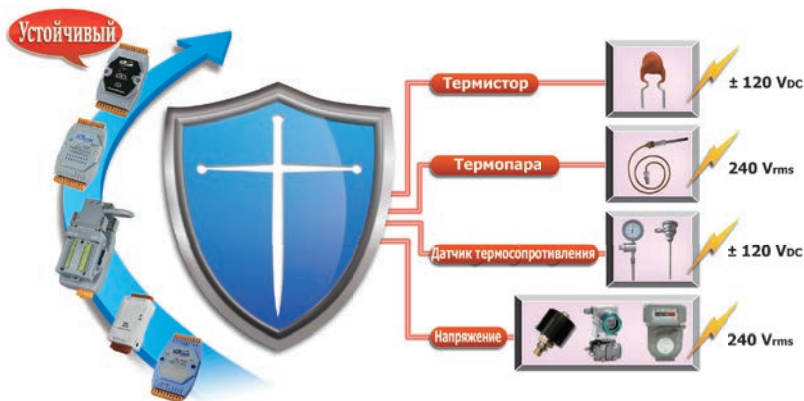 Устойчивый
Термистор
± 120 VDC
Термопара
240 Vrms
Датчик термосопротивления
± 120 VDC
Напряжение
240 Vrms